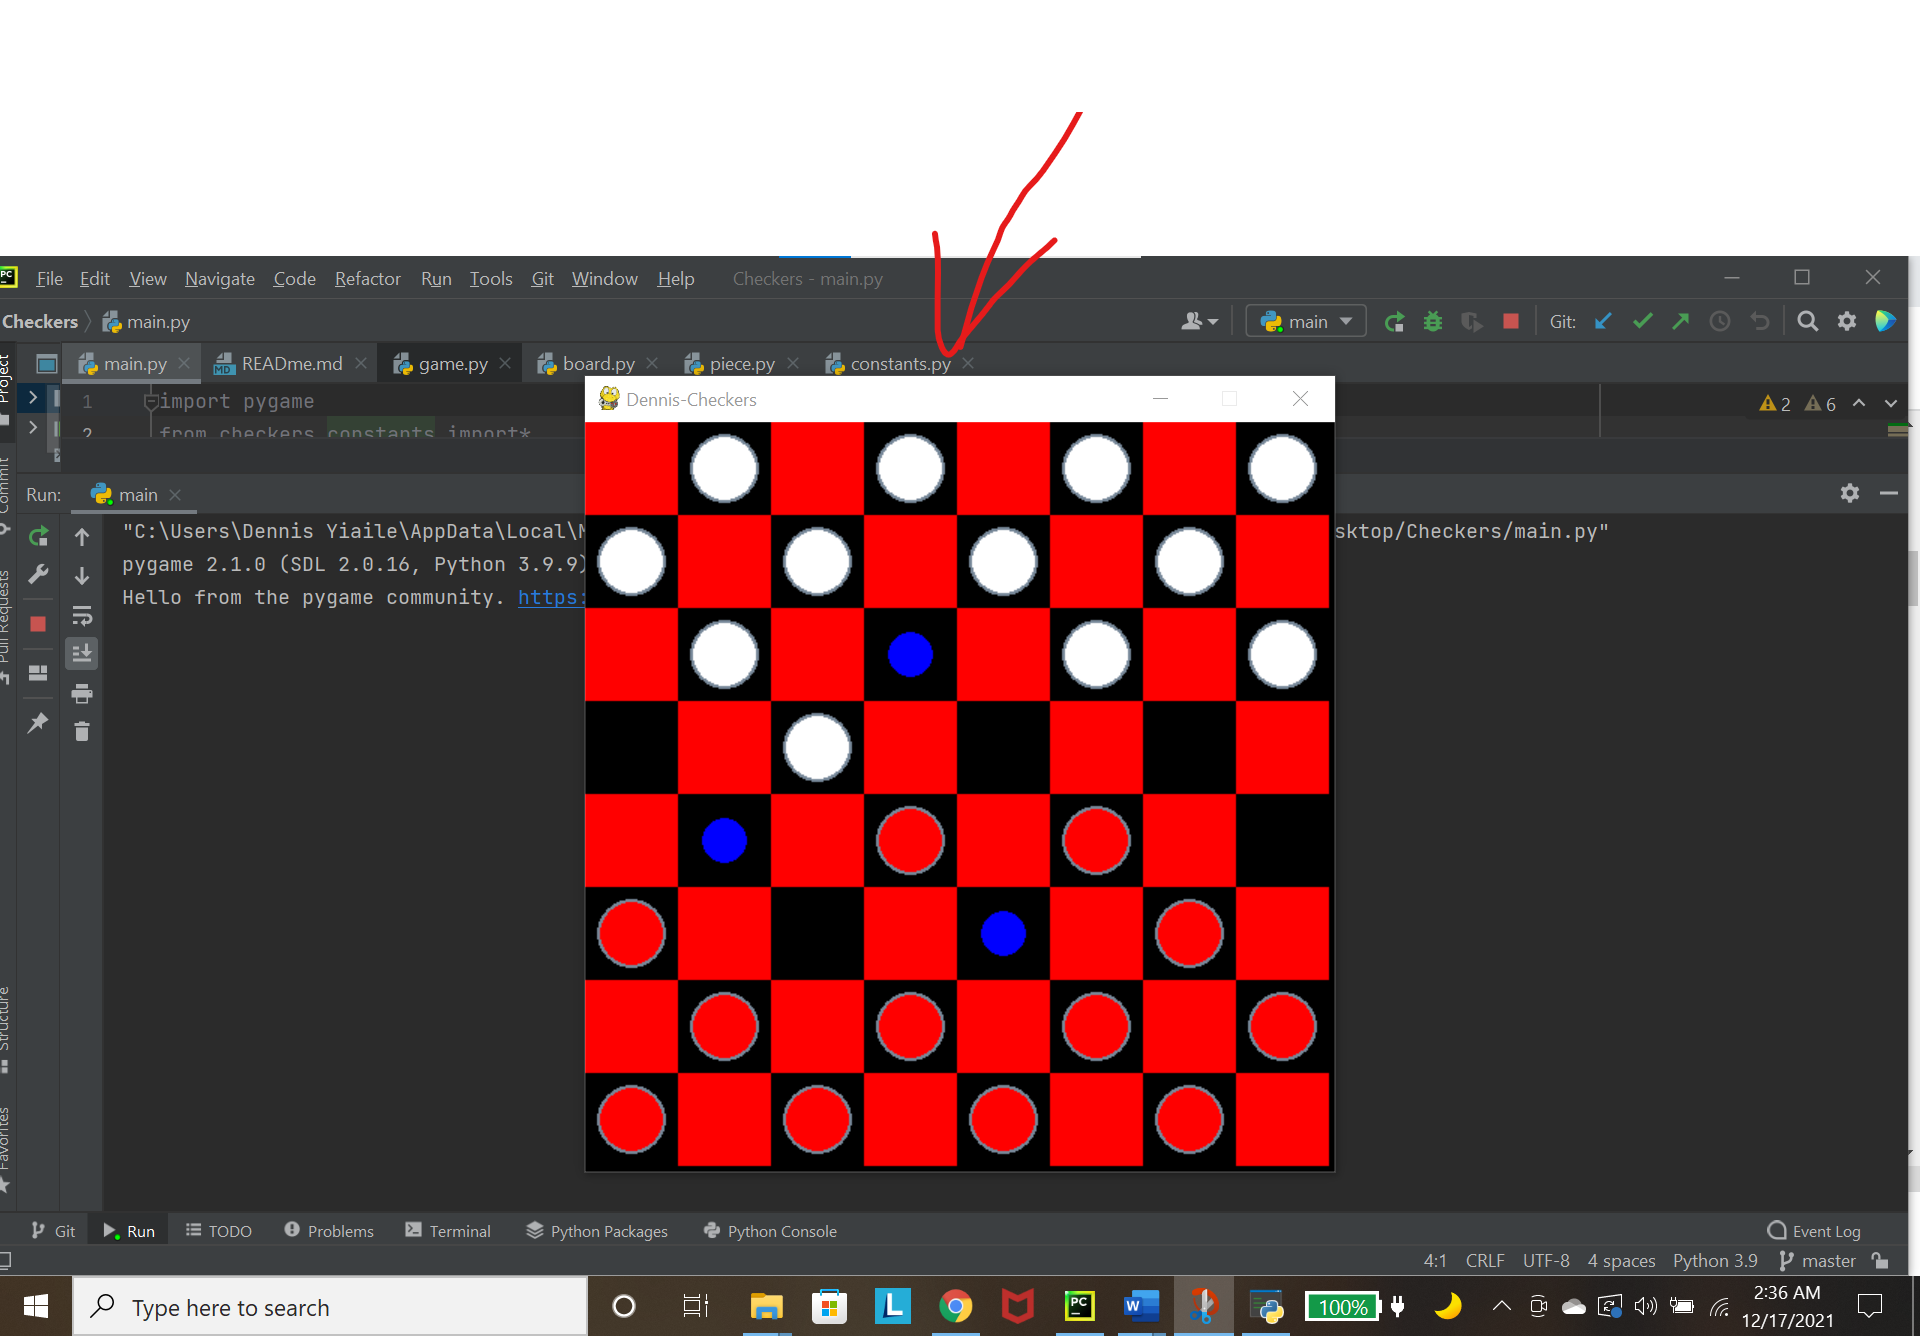 PC File Edit View Navigate Code Refactor Run Tools Git Window Help Checkers - main.py
Checkers main.py main Git:
main.py READme.md game.py board.py piece.py constants.py
Project
Dennis-Checkers
1 import pygame
2 from checkers constants import*
2 6
Commit
Run: main
"C:\Users\Dennis Yiaile\AppData\Local\ sktop/Checkers/main.py"
pygame 2.1.0 (SDL 2.0.16, Python 3.9.9)
Hello from the pygame community. https:
Pull Requests
Structure
Favorites
Git Run TODO Problems Terminal Python Packages Python Console Event Log
4:1 CRLF UTF-8 4 spaces Python 3.9 master
Type here to search
L
PC
W
100%
2:36 AM
12/17/2021